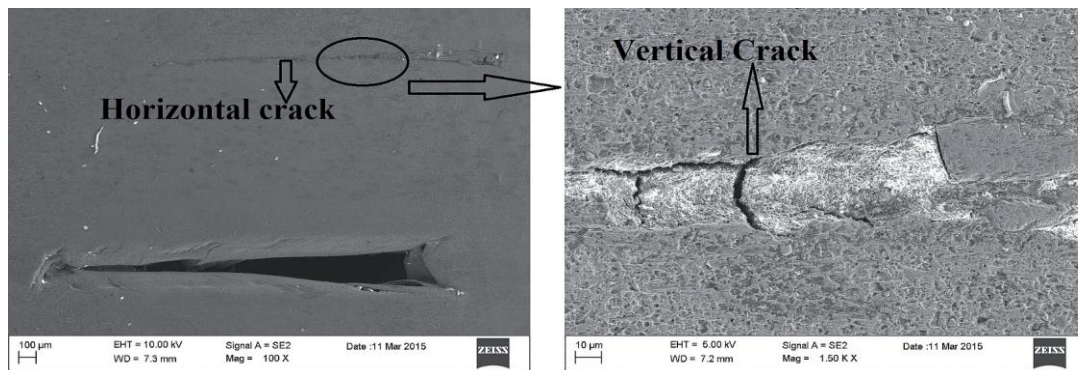 Horizontal crack
100 µm
EHT = 10.00 kV
WD = 7.3 mm
Signal A = SE2
Mag = 100 X
Date :11 Mar 2015
ZEISS
Vertical Crack
10 µm
EHT = 5.00 kV
WD = 7.2 mm
Signal A = SE2
Mag = 1.50 K X
Date :11 Mar 2015
ZEISS